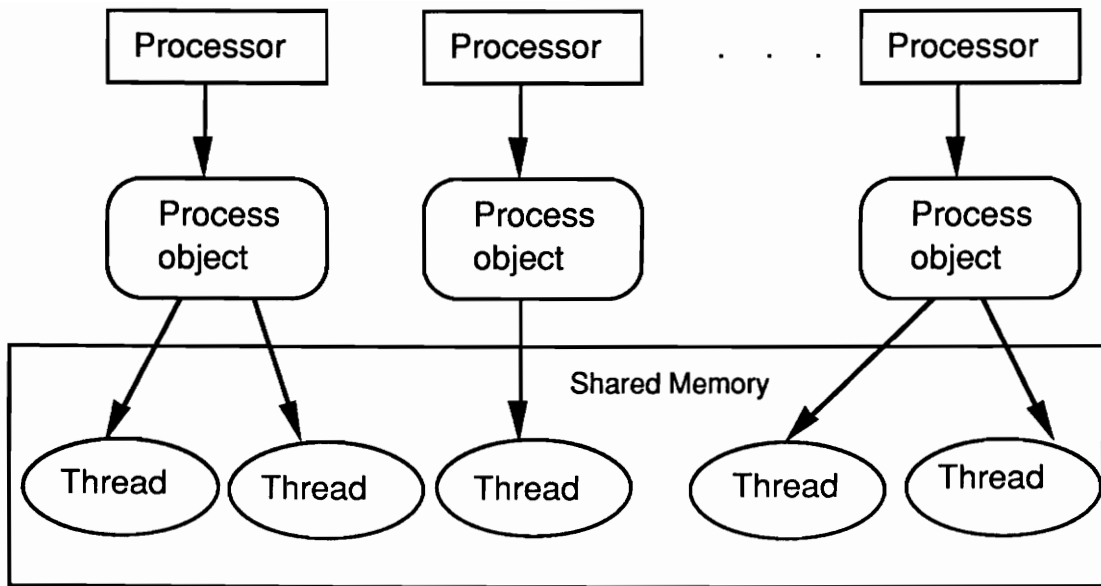 Processor
Processor
. . .
Processor
Process
object
Process
object
Process
object
Shared Memory
Thread
Thread
Thread
Thread
Thread